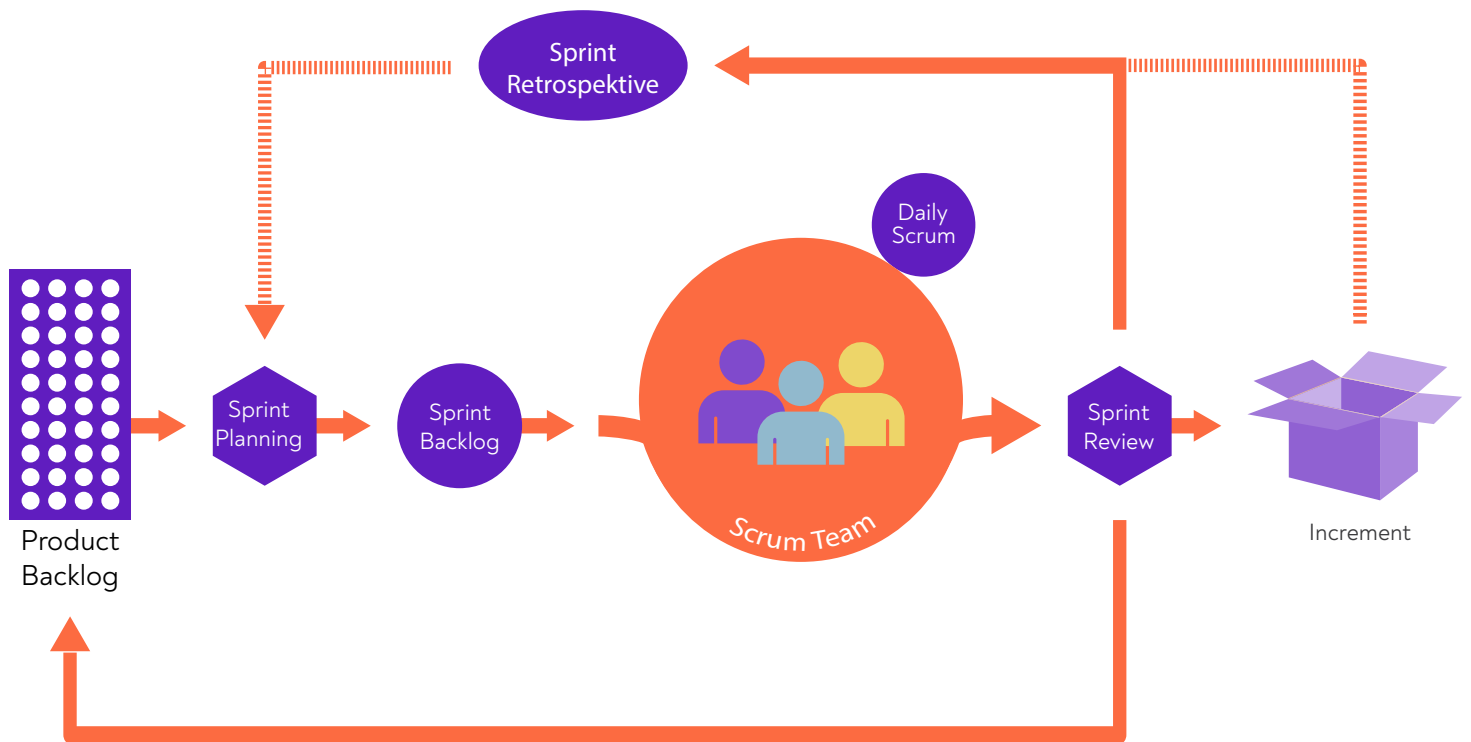 Sprint
Retrospektive
Daily
Scrum
Sprint
Planning
Sprint
Backlog
Sprint
Review
Scrum Team
Product
Backlog
Increment